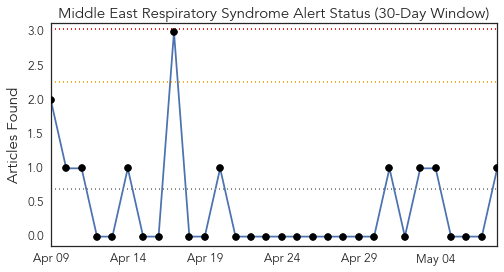 Middle East Respiratory Syndrome Alert Status (30-Day Window)
Articles Found
3.0
2.5
2.0
1.5
1.0
0.5
0.0
Apr 09 Apr 14 Apr 19 Apr 24 Apr 29 May 04